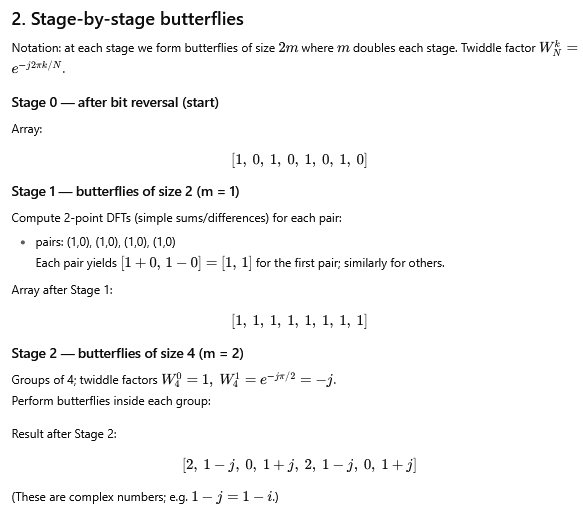 2. Stage-by-stage butterflies
Notation: at each stage we form butterflies of size 2m where m doubles each stage. Twiddle factor W_N^k =
e^{-j2πk/N}.
Stage 0 — after bit reversal (start)
Array:
[1, 0, 1, 0, 1, 0, 1, 0]
Stage 1 — butterflies of size 2 (m = 1)
Compute 2-point DFTs (simple sums/differences) for each pair:
• pairs: (1,0), (1,0), (1,0), (1,0)
Each pair yields [1 + 0, 1 − 0] = [1, 1] for the first pair; similarly for others.
Array after Stage 1:
[1, 1, 1, 1, 1, 1, 1, 1]
Stage 2 — butterflies of size 4 (m = 2)
Groups of 4; twiddle factors W_4^0 = 1, W_4^1 = e^{-jπ/2} = −j.
Perform butterflies inside each group:
Result after Stage 2:
[2, 1 − j, 0, 1 + j, 2, 1 − j, 0, 1 + j]
(These are complex numbers; e.g. 1 − j = 1 − i.)